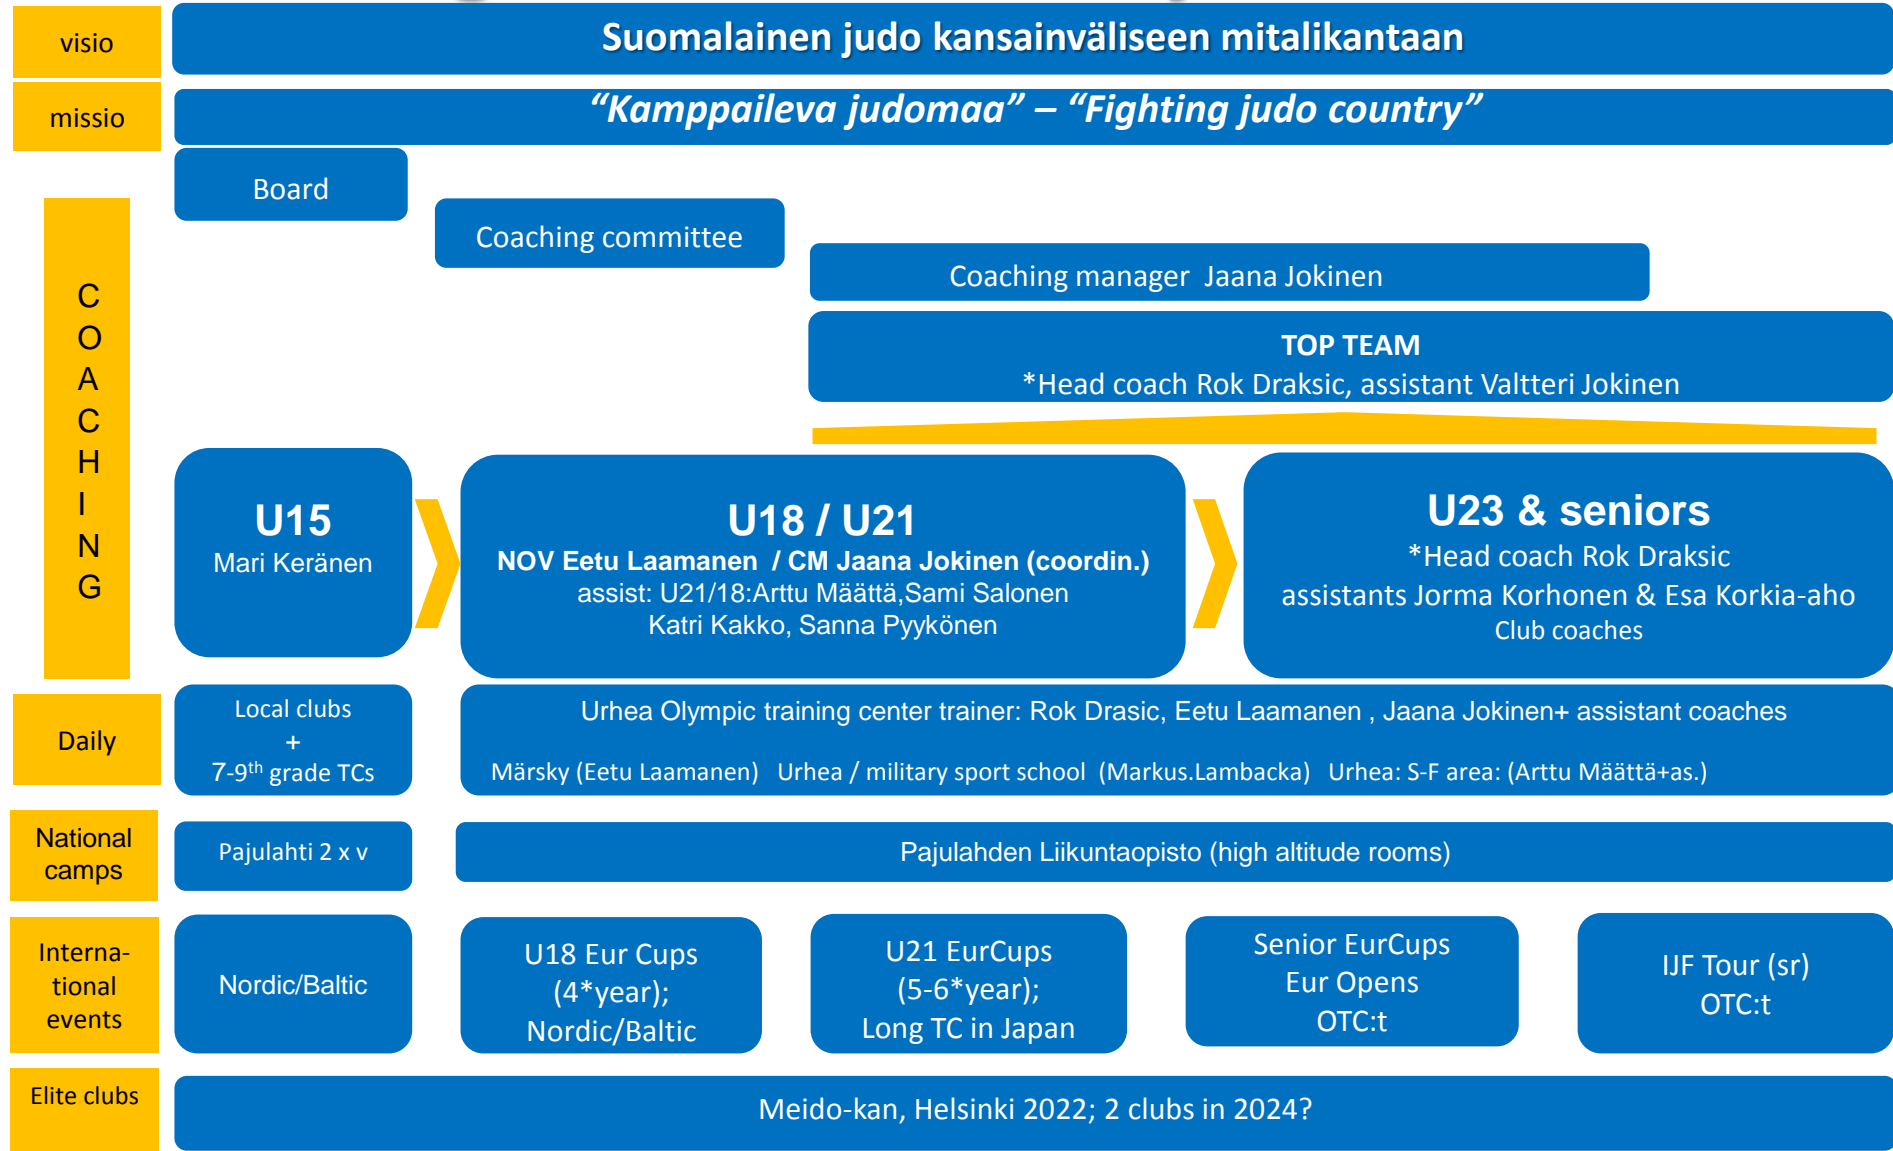 visio
Suomalainen judo kansainväliseen mitalikantaan
missio
“Kamppaileva judomaa” – “Fighting judo country”
Board
Coaching committee
Coaching manager Jaana Jokinen
TOP TEAM
*Head coach Rok Draksic, assistant Valtteri Jokinen
C
O
A
C
H
I
N
G
U15
Mari Keränen
U18 / U21
NOV Eetu Laamanen / CM Jaana Jokinen (coordin.)
assist: U21/18:Arttu Määttä,Sami Salonen
Katri Kakko, Sanna Pyykönen
U23 & seniors
*Head coach Rok Draksic
assistants Jorma Korhonen & Esa Korkia-aho
Club coaches
Daily
Local clubs
+
7-9th grade TCs
Urhea Olympic training center trainer: Rok Drasic, Eetu Laamanen , Jaana Jokinen+ assistant coaches
Märsky (Eetu Laamanen) Urhea / military sport school (Markus.Lambacka) Urhea: S-F area: (Arttu Määttä+as.)
National
camps
Pajulahti 2 x v
Pajulahden Liikuntaopisto (high altitude rooms)
Interna-
tional
events
Nordic/Baltic
U18 Eur Cups
(4*year);
Nordic/Baltic
U21 EurCups
(5-6*year);
Long TC in Japan
Senior EurCups
Eur Opens
OTC:t
IJF Tour (sr)
OTC:t
Elite clubs
Meido-kan, Helsinki 2022; 2 clubs in 2024?